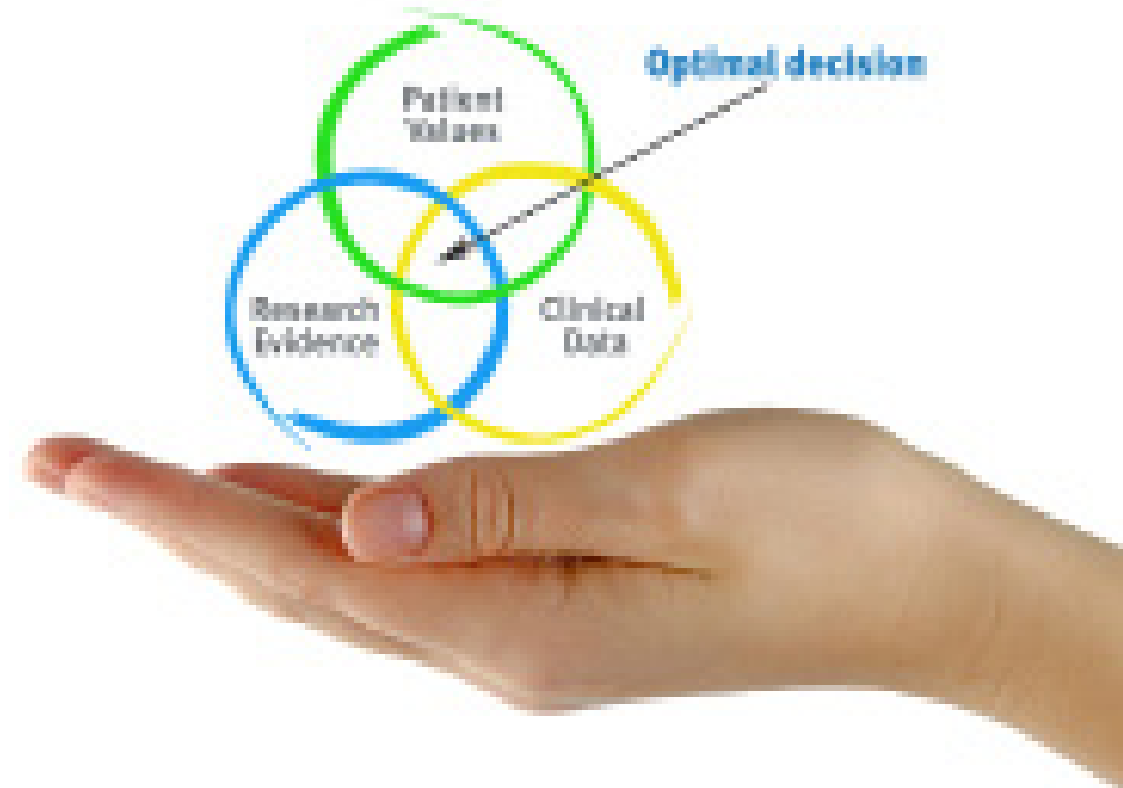 Optimal decision
Patient
Values
Research
Evidence
Clinical
Data